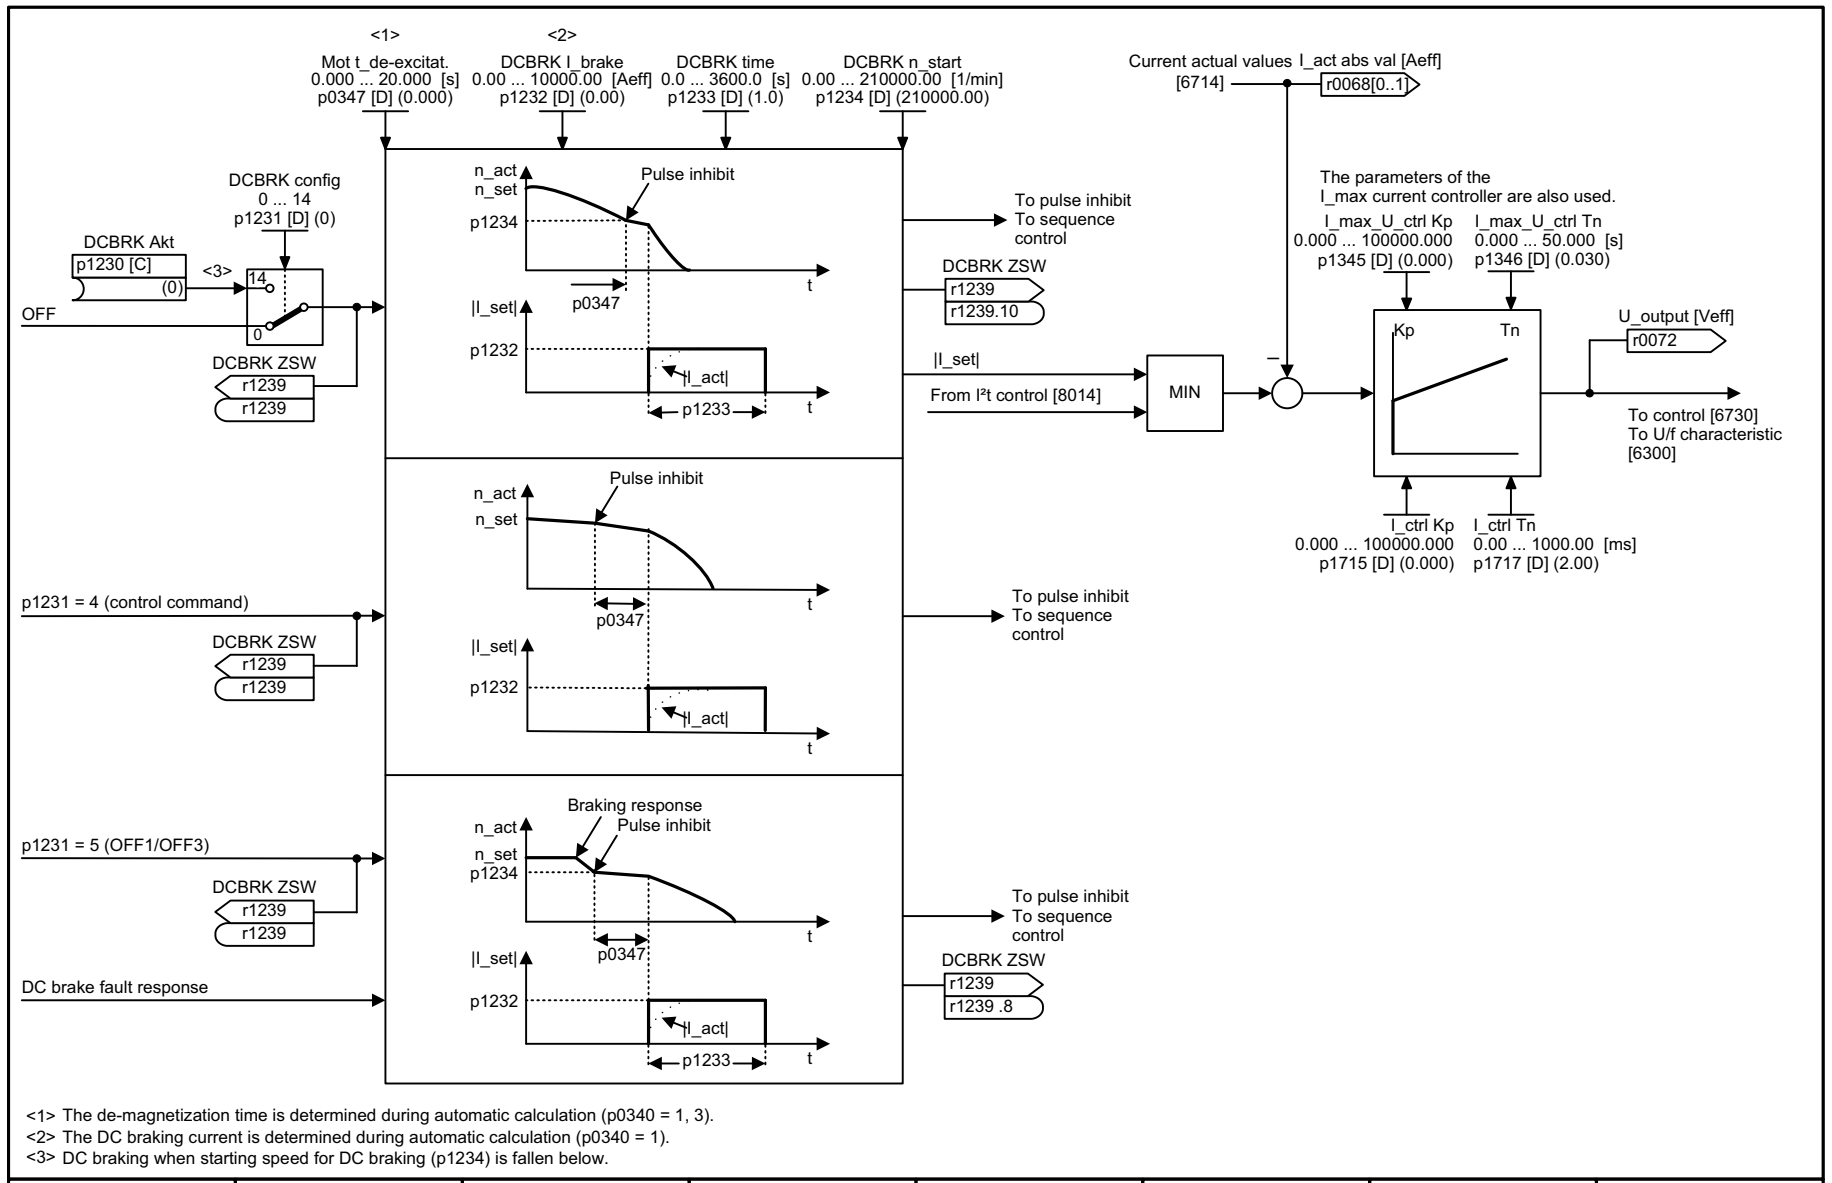 <1>
Mot t_de-excitat.
0.000 ... 20.000 [s]
p0347 [D] (0.000)
<2>
DCBRK I_brake
0.00 ... 10000.00 [Aeff]
p1232 [D] (0.00)
DCBRK time
0.0 ... 3600.0 [s]
p1233 [D] (1.0)
DCBRK n_start
0.00 ... 210000.00 [1/min]
p1234 [D] (210000.00)
Current actual values
[6714]
I_act abs val [Aeff]
r0068[0..1]
DCBRK config
0 ... 14
p1231 [D] (0)
DCBRK Akt
p1230 [C]
(0)
<3>
14
0
OFF
DCBRK ZSW
r1239
r1239
n_act
n_set
p1234
Pulse inhibit
t
p0347
|I_set|
p1232
|I_act|
t
p1233
To pulse inhibit
To sequence
control
DCBRK ZSW
r1239
r1239.10
|I_set|
From I²t control [8014]
MIN
–
The parameters of the
I_max current controller are also used.
I_max_U_ctrl Kp
0.000 ... 100000.000
p1345 [D] (0.000)
I_max_U_ctrl Tn
0.000 ... 50.000 [s]
p1346 [D] (0.030)
Kp
Tn
I_ctrl Kp
0.000 ... 100000.000
p1715 [D] (0.000)
I_ctrl Tn
0.00 ... 1000.00 [ms]
p1717 [D] (2.00)
U_output [Veff]
r0072
To control [6730]
To U/f characteristic
[6300]
p1231 = 4 (control command)
DCBRK ZSW
r1239
r1239
n_act
n_set
Pulse inhibit
t
p0347
|I_set|
p1232
|I_act|
t
To pulse inhibit
To sequence
control
p1231 = 5 (OFF1/OFF3)
DCBRK ZSW
r1239
r1239
DC brake fault response
Braking response
Pulse inhibit
n_act
n_set
p1234
t
p0347
|I_set|
p1232
|I_act|
t
p1233
To pulse inhibit
To sequence
control
DCBRK ZSW
r1239
r1239 .8
<1> The de-magnetization time is determined during automatic calculation (p0340 = 1, 3).
<2> The DC braking current is determined during automatic calculation (p0340 = 1).
<3> DC braking when starting speed for DC braking (p1234) is fallen below.